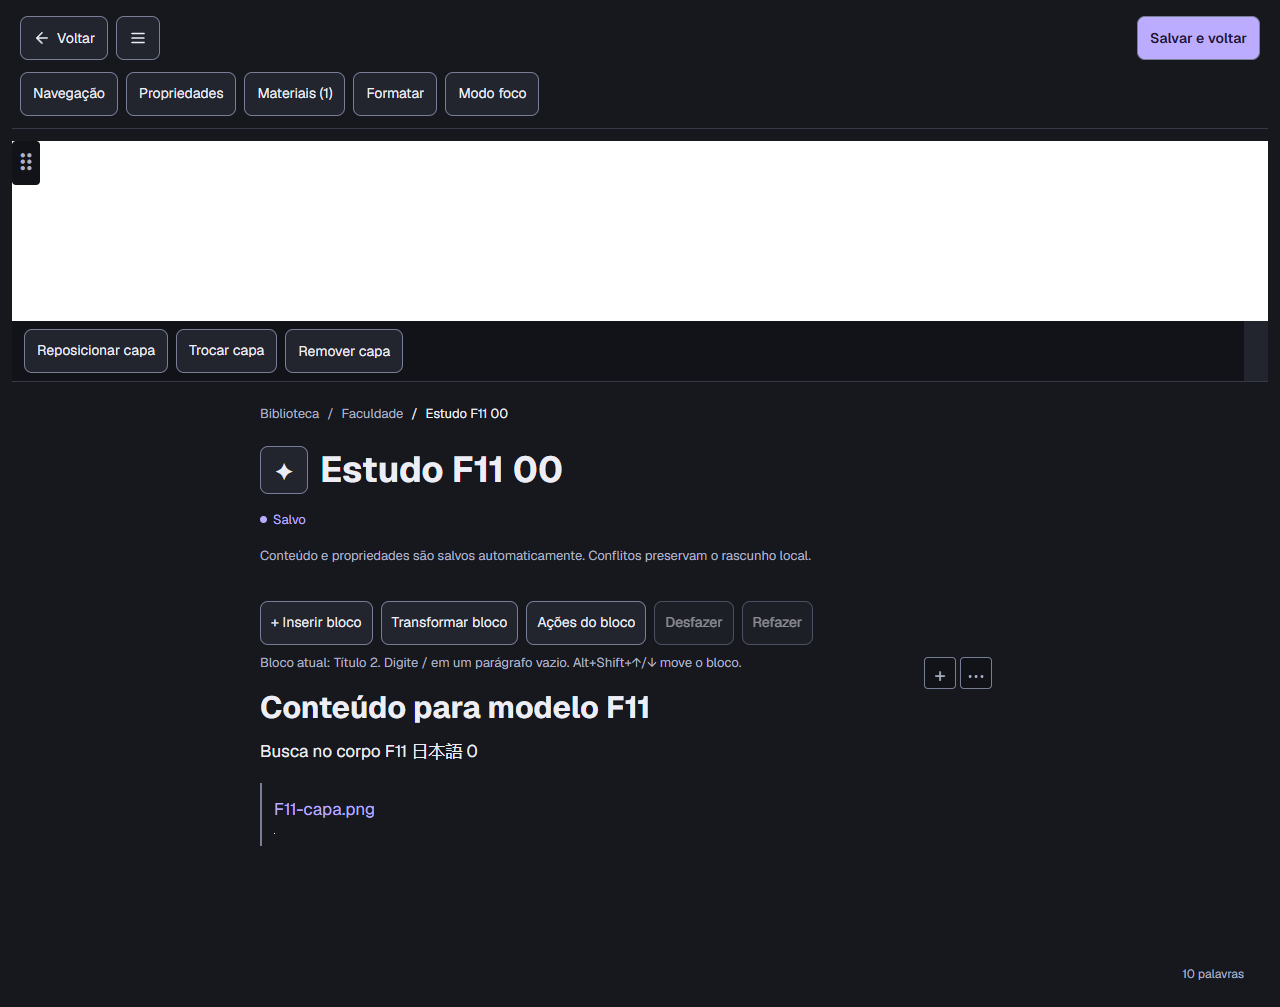 Voltar
Salvar e voltar
Navegação
Propriedades
Materiais (1)
Formatar
Modo foco
Reposicionar capa
Trocar capa
Remover capa
Biblioteca / Faculdade / Estudo F11 00
Estudo F11 00
Salvo
Conteúdo e propriedades são salvos automaticamente. Conflitos preservam o rascunho local.
+ Inserir bloco
Transformar bloco
Ações do bloco
Desfazer
Refazer
Bloco atual: Título 2. Digite / em um parágrafo vazio. Alt+Shift+↑/↓ move o bloco.
+ ...
Conteúdo para modelo F11
Busca no corpo F11 日本語 0
F11-capa.png
10 palavras